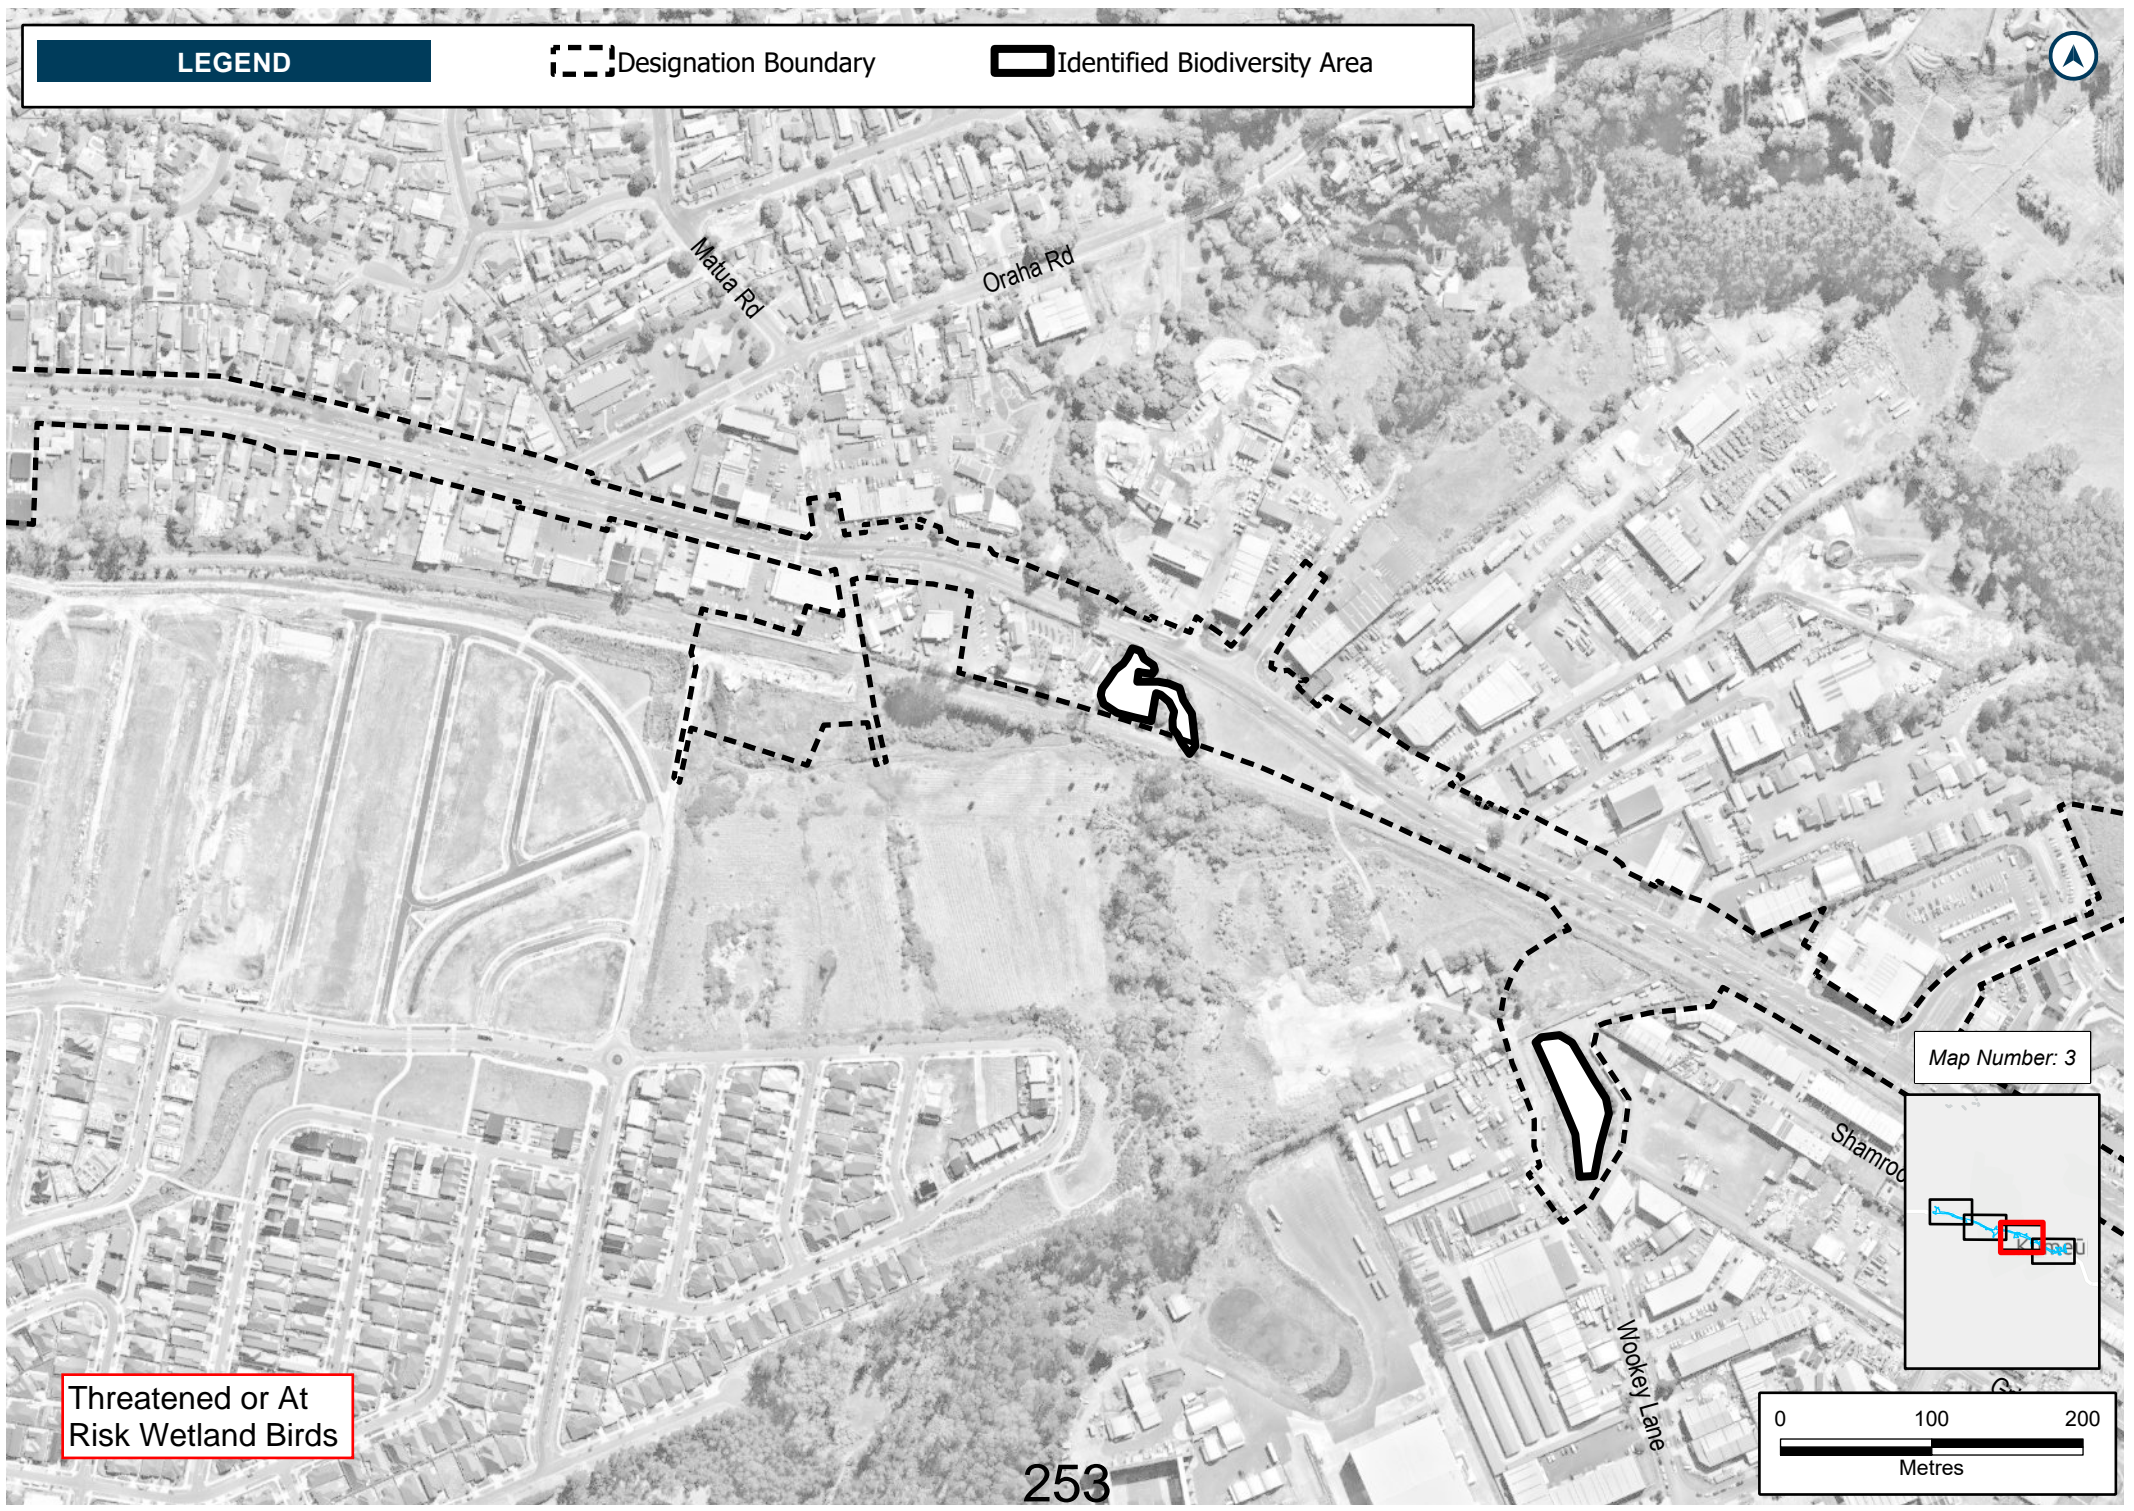 LEGEND
Designation Boundary
Identified Biodiversity Area
Matua Rd
Oraha Rd
Map Number: 3
Wookey Lane
Threatened or At
Risk Wetland Birds
0 100 200
Metres
253